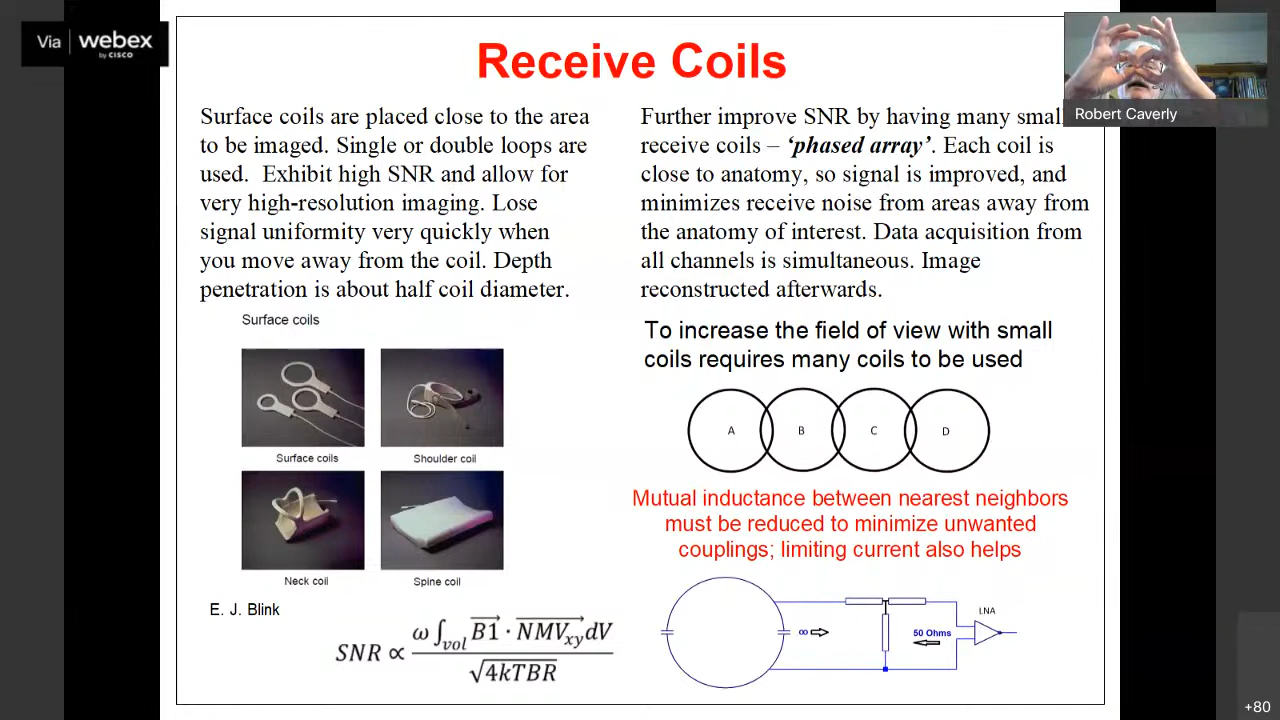 Via webex
by CISCO
Receive Coils
Robert Caverly
Surface coils are placed close to the area
to be imaged. Single or double loops are
used. Exhibit high SNR and allow for
very high-resolution imaging. Lose
signal uniformity very quickly when
you move away from the coil. Depth
penetration is about half coil diameter.
Surface coils
Surface coils
Shoulder coil
Neck coil
Spine coil
E. J. Blink
SNR ∝ ω ∫vol B1 · NMVxy dV / √4kTBR
Further improve SNR by having many small
receive coils – ‘phased array’. Each coil is
close to anatomy, so signal is improved, and
minimizes receive noise from areas away from
the anatomy of interest. Data acquisition from
all channels is simultaneous. Image
reconstructed afterwards.
To increase the field of view with small
coils requires many coils to be used
A B C D
Mutual inductance between nearest neighbors
must be reduced to minimize unwanted
couplings; limiting current also helps
LNA
∞
50 Ohms
+80